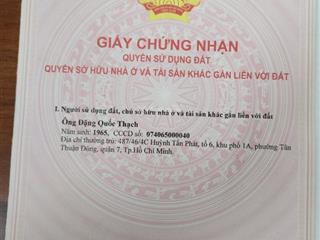 GIẤY CHỨNG NHẬN
QUYỀN SỬ DỤNG ĐẤT
QUYỀN SỞ HỮU NHÀ Ở VÀ TÀI SẢN KHÁC GẮN LIỀN VỚI ĐẤT
I. Người sử dụng đất, chủ sở hữu nhà ở và tài sản khác gắn liền với đất
Ông Đặng Quốc Thạch
Năm sinh: 1965, CCCD số: 074065000040
Địa chỉ thường trú: 487/46/4C Huỳnh Tấn Phát, tổ 6, khu phố 1A, phường Tân
Thuận Đông, quận 7, Tp.Hồ Chí Minh.